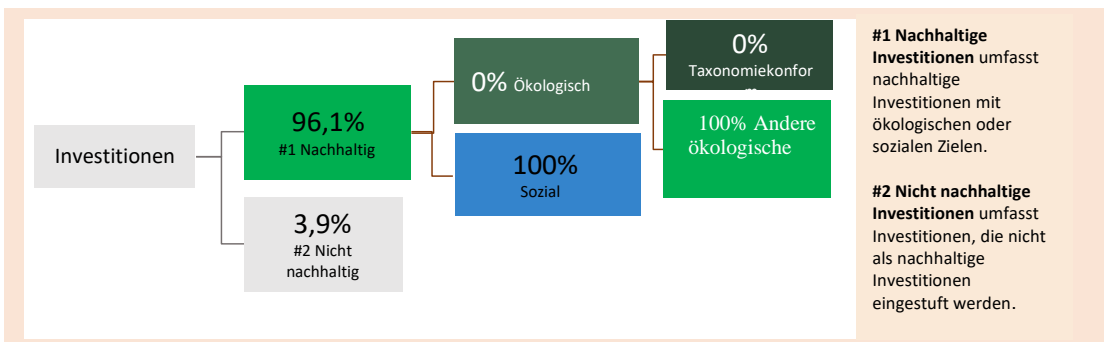 Investitionen
96,1%
#1 Nachhaltig
3,9%
#2 Nicht
nachhaltig
0% Ökologisch
100%
Sozial
0%
Taxonomiekonfor
100% Andere
ökologische
#1 Nachhaltige
Investitionen umfasst
nachhaltige
Investitionen mit
ökologischen oder
sozialen Zielen.
#2 Nicht nachhaltige
Investitionen umfasst
Investitionen, die nicht
als nachhaltige
Investitionen
eingestuft werden.